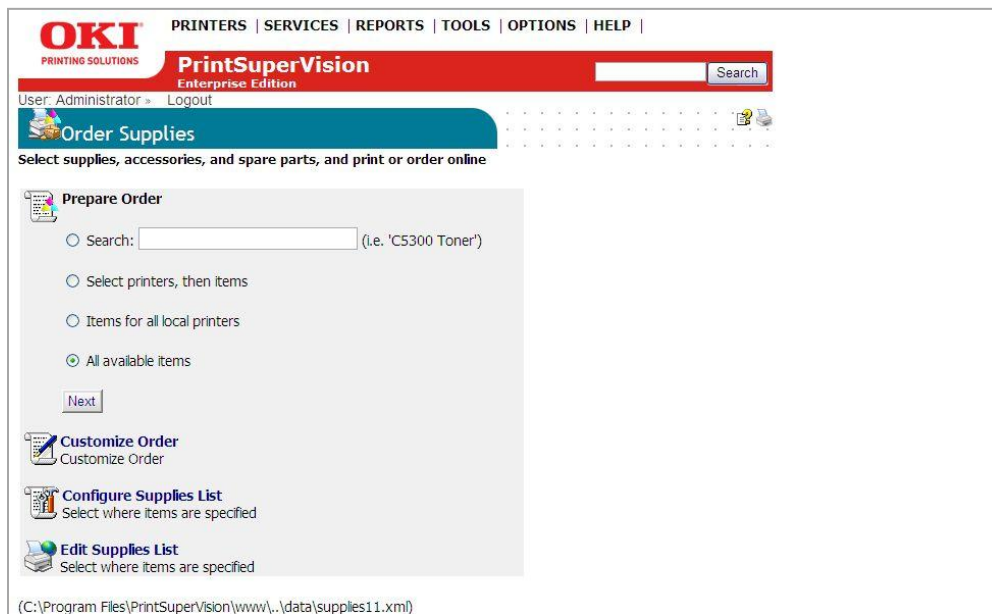 OKI
PRINTING SOLUTIONS
PRINTERS | SERVICES | REPORTS | TOOLS | OPTIONS | HELP |
PrintSuperVision
Enterprise Edition
Search
User: Administrator » Logout
Order Supplies
Select supplies, accessories, and spare parts, and print or order online
Prepare Order
Search: (i.e. 'C5300 Toner')
Select printers, then items
Items for all local printers
All available items
Next
Customize Order
Customize Order
Configure Supplies List
Select where items are specified
Edit Supplies List
Select where items are specified
(C:\Program Files\PrintSuperVision\www\..\data\supplies11.xml)